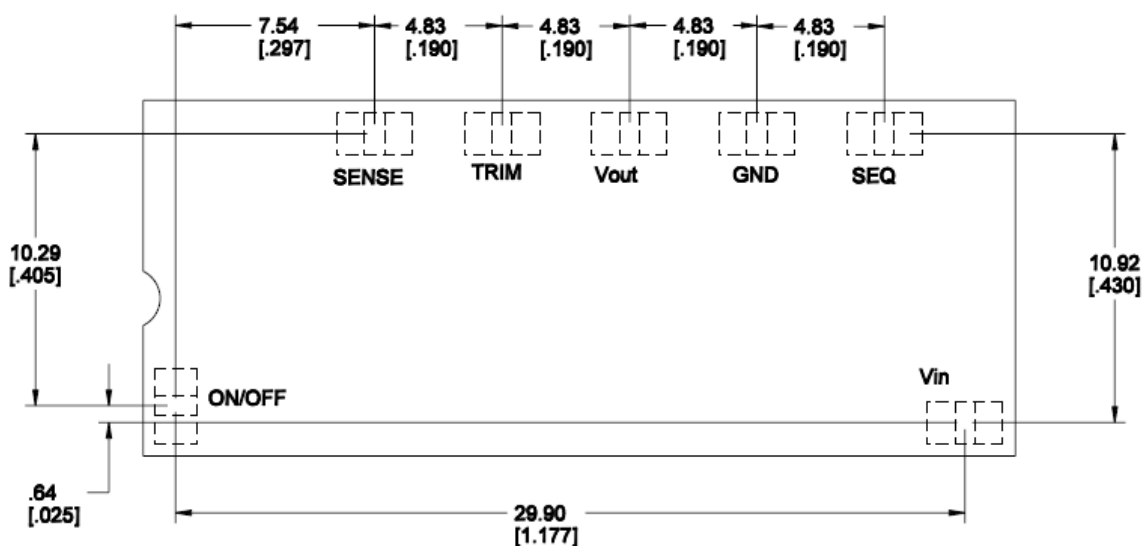 7.54
[.297]
4.83
[.190]
4.83
[.190]
4.83
[.190]
4.83
[.190]
SENSE
TRIM
Vout
GND
SEQ
10.29
[.405]
10.92
[.430]
ON/OFF
Vin
.64
[.025]
29.90
[1.177]